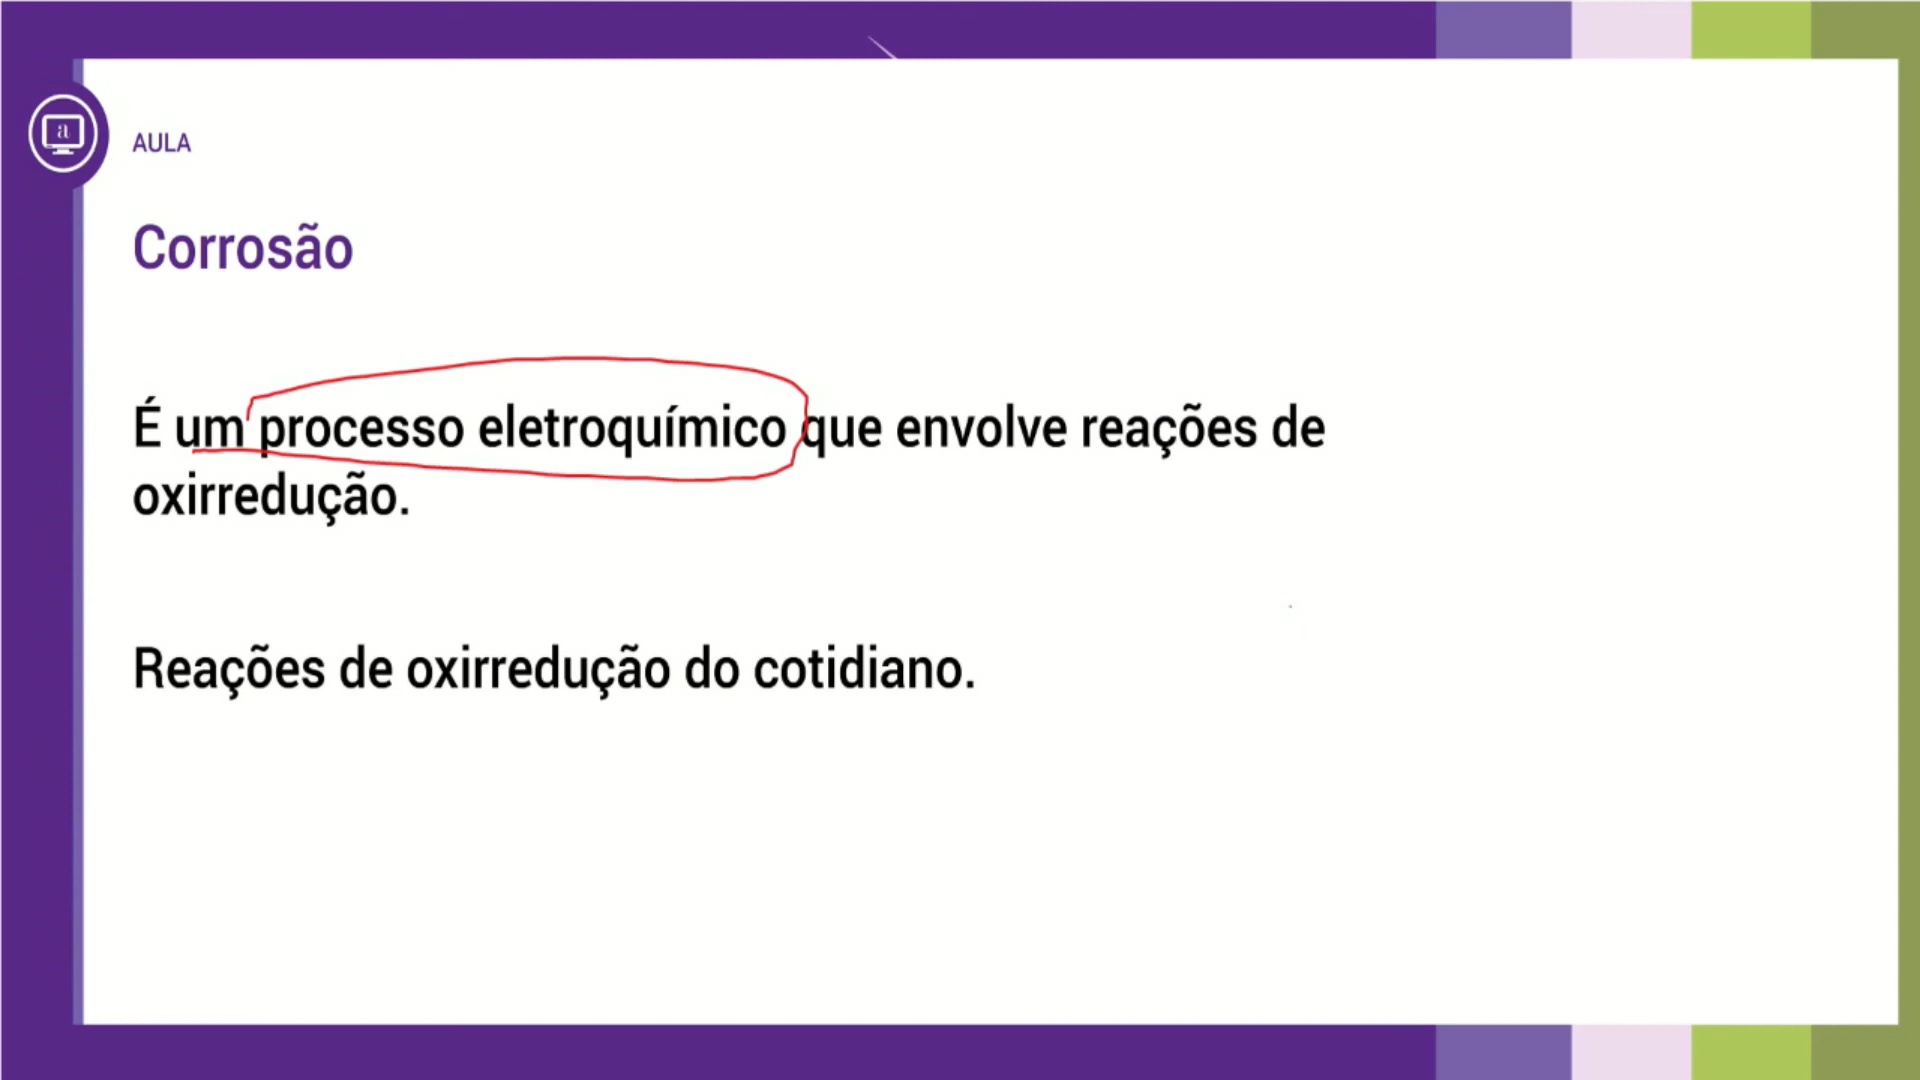 a
AULA
Corrosão
É um processo eletroquímico que envolve reações de
oxirredução.
Reações de oxirredução do cotidiano.